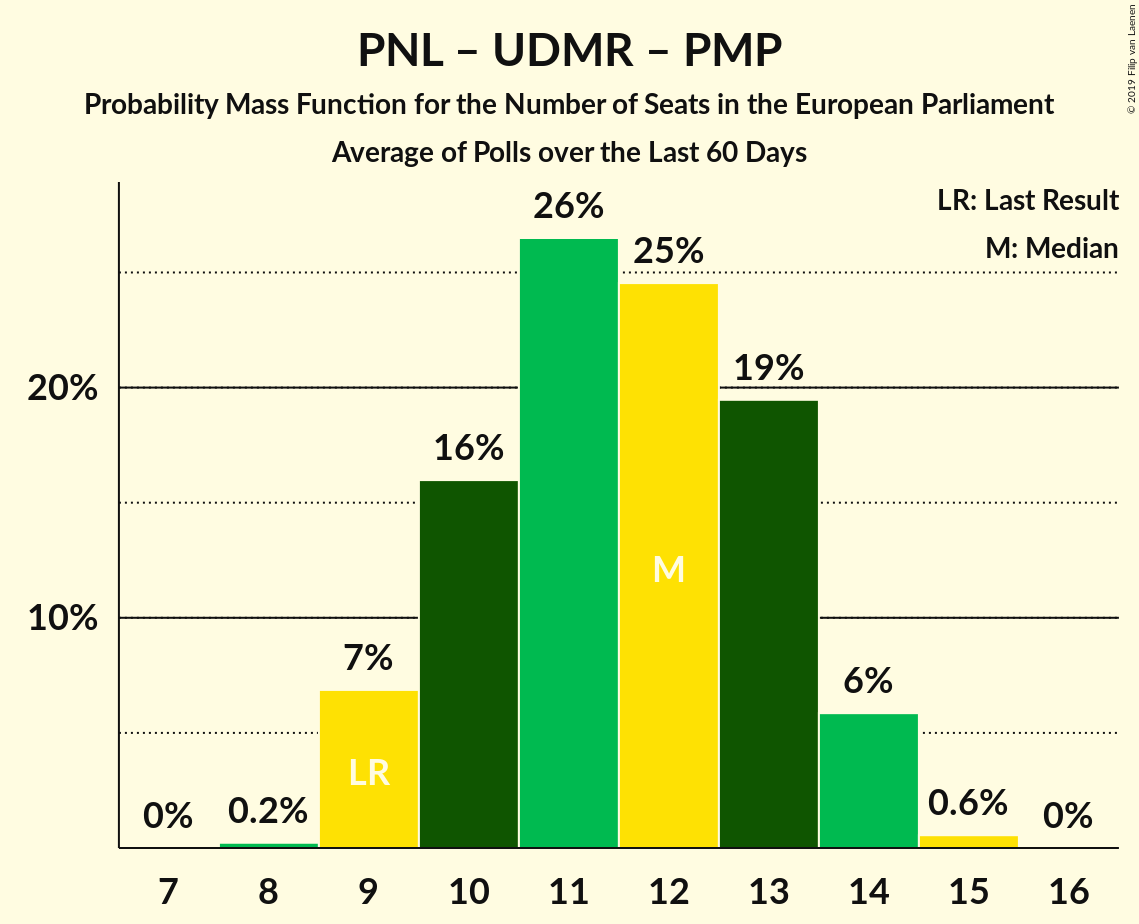 PNL – UDMR – PMP
Probability Mass Function for the Number of Seats in the European Parliament
Average of Polls over the Last 60 Days
© 2019 Filip van Laenen
LR: Last Result
M: Median
26%
25%
19%
20%
16%
M
10%
7%
6%
LR
0%
0.2%
0.6%
0%
7 8 9 10 11 12 13 14 15 16